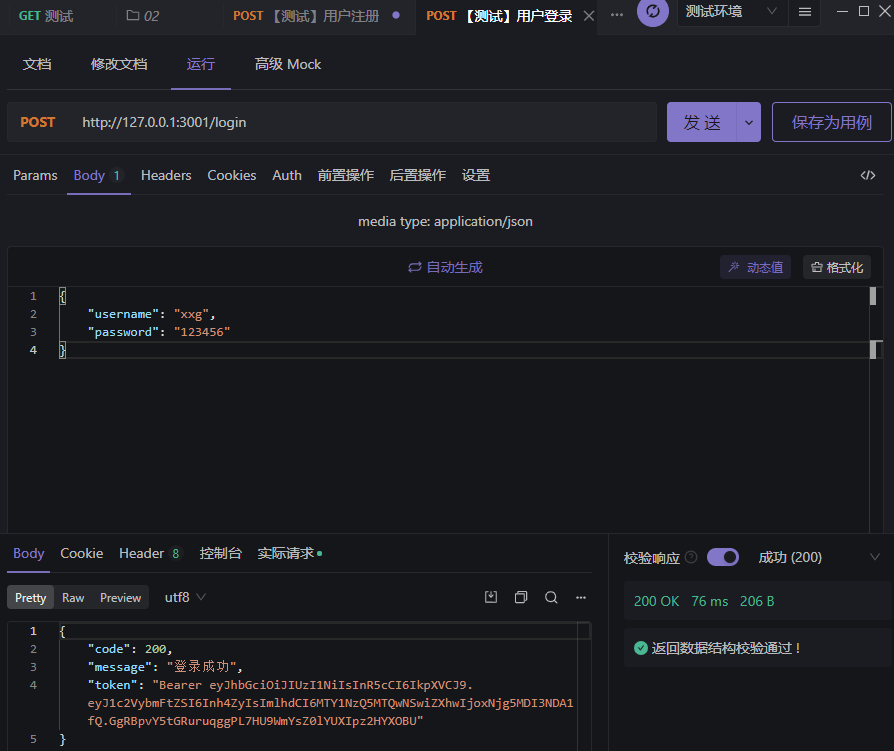 GET 测试 02 POST 【测试】用户注册 POST 【测试】用户登录 测试环境
文档 修改文档 运行 高级 Mock
POST http://127.0.0.1:3001/login 发 送 保存为用例
Params Body 1 Headers Cookies Auth 前置操作 后置操作 设置
media type: application/json
自动生成 动态值 格式化
1 {
2 "username": "xxg",
3 "password": "123456"
4 }
Body Cookie Header 8 控制台 实际请求 校验响应 成功 (200)
Pretty Raw Preview utf8 200 OK 76 ms 206 B
1 {
2 "code": 200,
3 "message": "登录成功",
4 "token": "Bearer eyJhbGciOiJIUzI1NiIsInR5cCI6IkpXVCJ9.
eyJ1c2VybmFtZSI6Inh4ZyIsImlhdCI6MTY1NzQ5MTQwNSwiZXhwIjoxNjg5MDI3NDA1
fQ.GgRBpvY5tGRuruqggPL7HU9WmYsZ0lYUXIpz2HYXOBU"
5 }
返回数据结构校验通过！